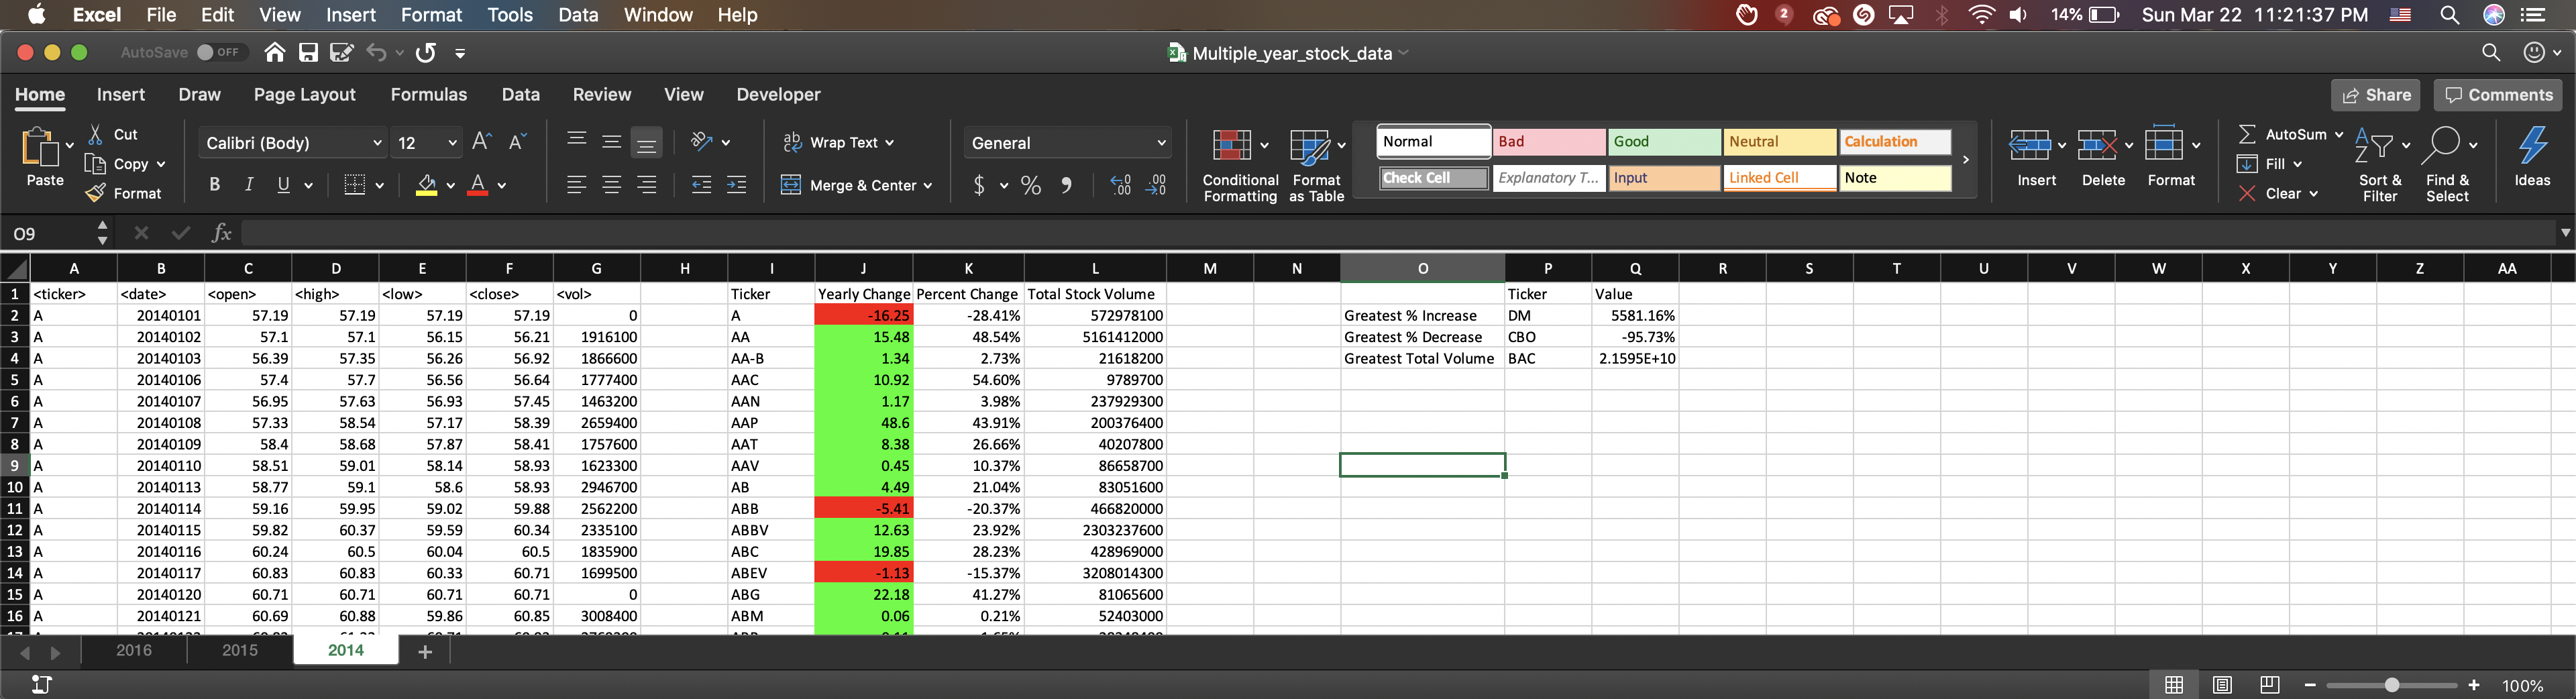 Excel File Edit View Insert Format Tools Data Window Help 2 14% Sun Mar 22 11:21:37 PM
AutoSave OFF Multiple_year_stock_data
Home Insert Draw Page Layout Formulas Data Review View Developer Share Comments
Paste Cut Copy Format Calibri (Body) 12 B I U Wrap Text Merge & Center General $ % Conditional Formatting Format as Table Normal Bad Good Neutral Calculation Insert Delete Format AutoSum Fill Clear Sort & Filter Find & Select Ideas
Check Cell Explanatory T... Input Linked Cell Note
O9 fx
A B C D E F G H I J K L M N O P Q R S T U V W X Y Z AA
1 <ticker> <date> <open> <high> <low> <close> <vol> Ticker Yearly Change Percent Change Total Stock Volume Ticker Value
2 A 20140101 57.19 57.19 57.19 57.19 0 A -16.25 -28.41% 572978100 Greatest % Increase DM 5581.16%
3 A 20140102 57.1 57.1 56.15 56.21 1916100 AA 15.48 48.54% 5161412000 Greatest % Decrease CBO -95.73%
4 A 20140103 56.39 57.35 56.26 56.92 1866600 AA-B 1.34 2.73% 21618200 Greatest Total Volume BAC 2.1595E+10
5 A 20140106 57.4 57.7 56.56 56.64 1777400 AAC 10.92 54.60% 9789700
6 A 20140107 56.95 57.63 56.93 57.45 1463200 AAN 1.17 3.98% 237929300
7 A 20140108 57.33 58.54 57.17 58.39 2659400 AAP 48.6 43.91% 200376400
8 A 20140109 58.4 58.68 57.87 58.41 1757600 AAT 8.38 26.66% 40207800
9 A 20140110 58.51 59.01 58.14 58.93 1623300 AAV 0.45 10.37% 86658700
10 A 20140113 58.77 59.1 58.6 58.93 2946700 AB 4.49 21.04% 83051600
11 A 20140114 59.16 59.95 59.02 59.88 2562200 ABB -5.41 -20.37% 466820000
12 A 20140115 59.82 60.37 59.59 60.34 2335100 ABBV 12.63 23.92% 2303237600
13 A 20140116 60.24 60.5 60.04 60.5 1835900 ABC 19.85 28.23% 428969000
14 A 20140117 60.83 60.83 60.33 60.71 1699500 ABEV -1.13 -15.37% 3208014300
15 A 20140120 60.71 60.71 60.71 60.71 0 ABG 22.18 41.27% 81065600
16 A 20140121 60.69 60.88 59.86 60.85 3008400 ABM 0.06 0.21% 52403000
2016 2015 2014 +
100%